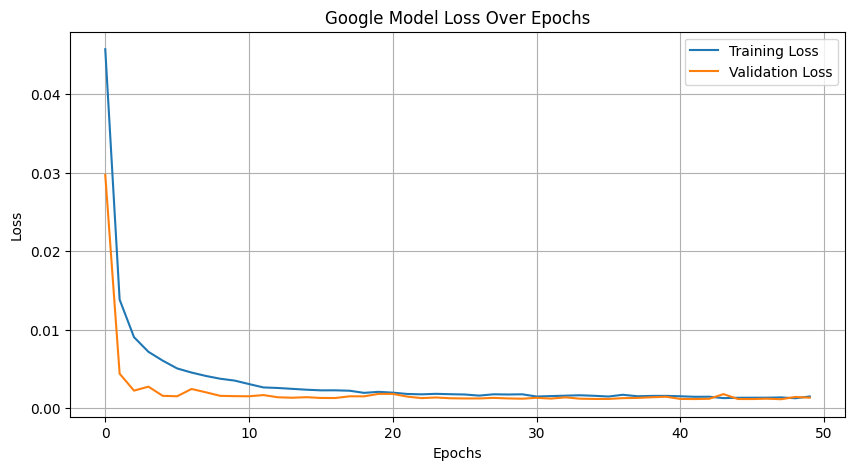 Google Model Loss Over Epochs
Training Loss
Validation Loss
0.04
0.03
0.02
0.01
0.00
Loss
0
10
20
30
40
50
Epochs